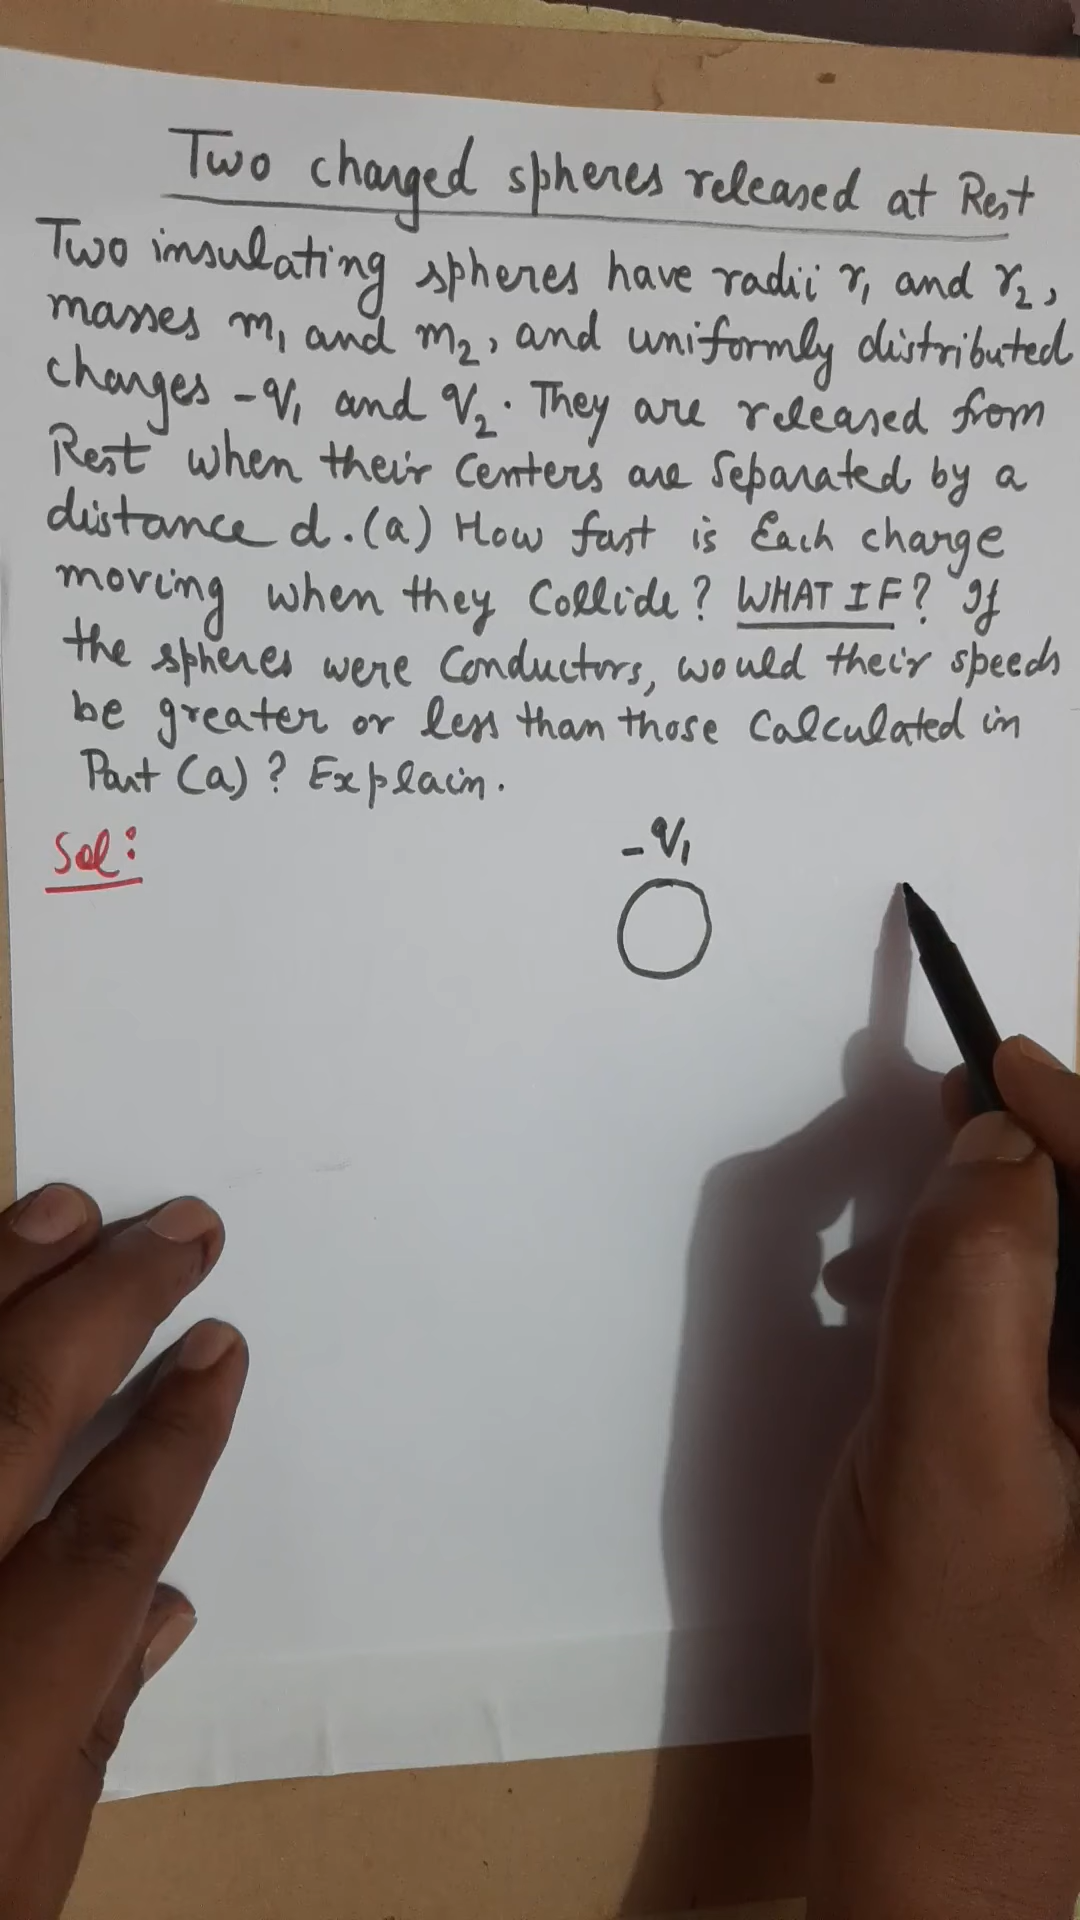 Two charged spheres released at Rest
Two insulating spheres have radii r₁ and r₂,
masses m₁ and m₂, and uniformly distributed
charges -q₁ and q₂. They are released from
Rest when their Centers are Separated by a
distance d. (a) How fast is Each charge
moving when they Collide? WHAT IF? If
the spheres were Conductors, would their speeds
be greater or less than those Calculated in
Part (a)? Explain.
Sol:
-q₁